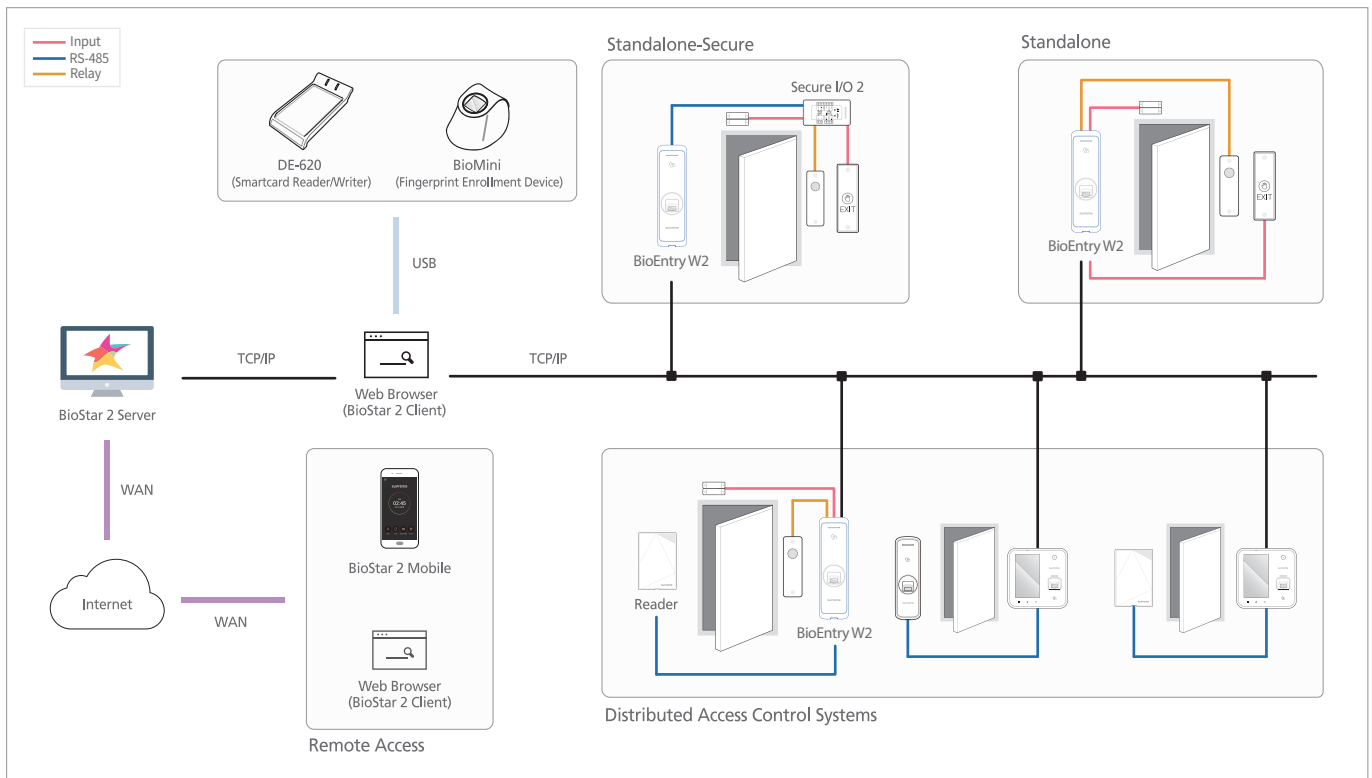 Input
RS-485
Relay
DE-620
(Smartcard Reader/Writer)
BioMini
(Fingerprint Enrollment Device)
USB
Standalone-Secure
Secure I/O 2
EXIT
BioEntry W2
Standalone
EXIT
BioEntry W2
BioStar 2 Server
TCP/IP
Web Browser
(BioStar 2 Client)
TCP/IP
WAN
Internet
WAN
02:45
BioStar 2 Mobile
Web Browser
(BioStar 2 Client)
Remote Access
Reader
BioEntry W2
Distributed Access Control Systems